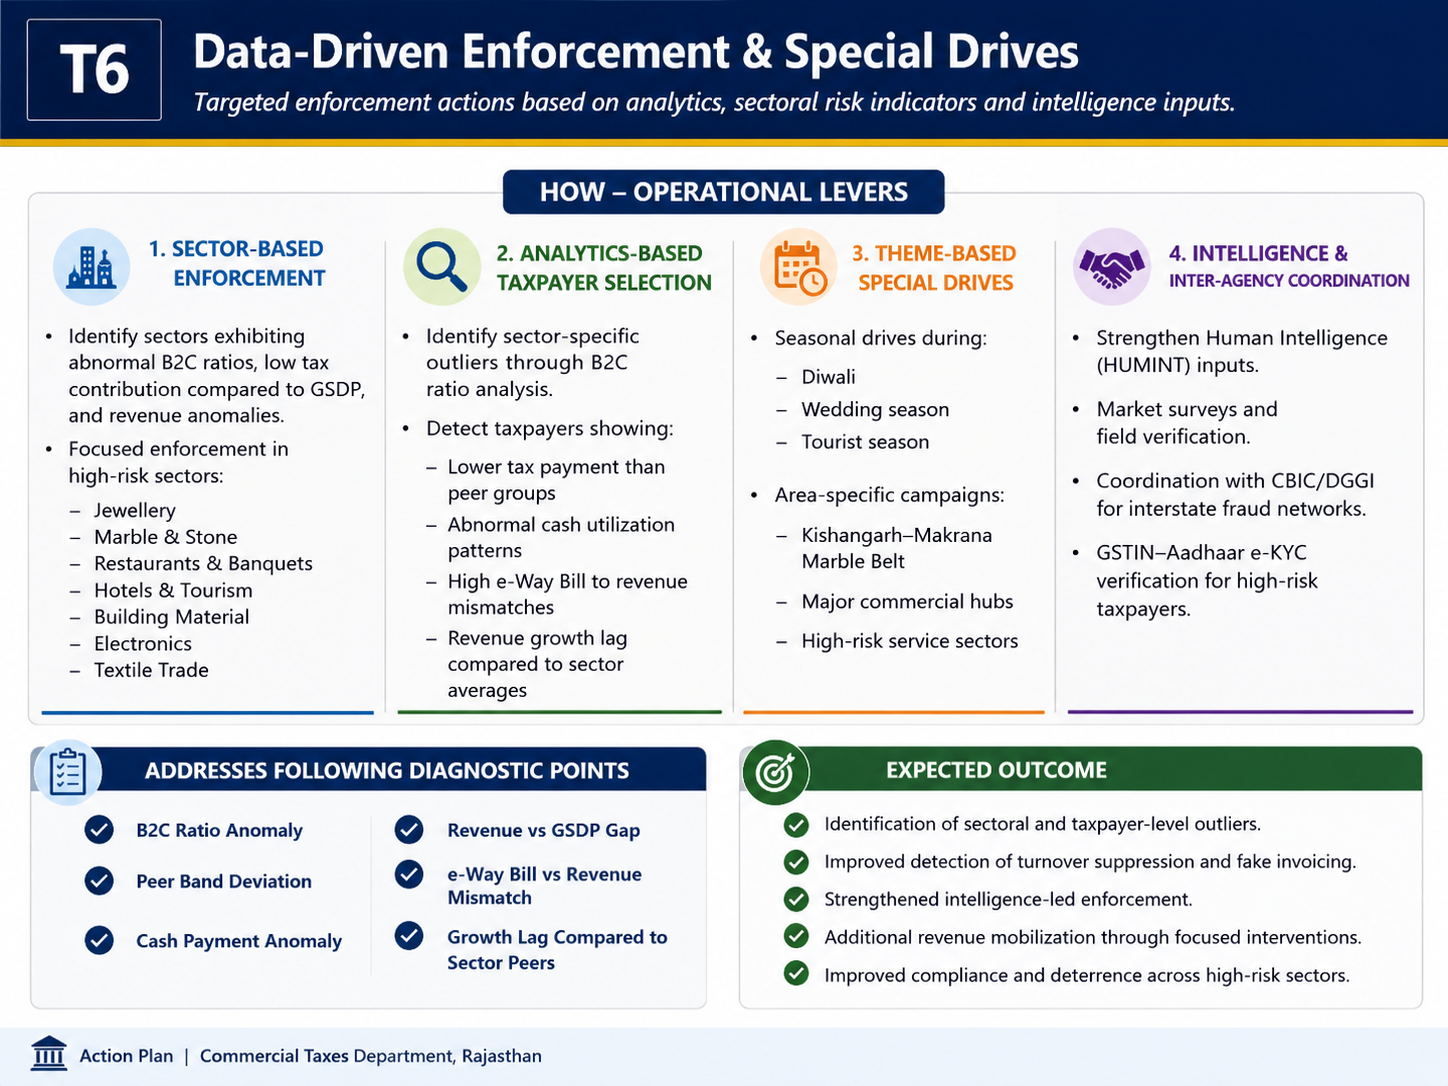 T6
Data-Driven Enforcement & Special Drives
Targeted enforcement actions based on analytics, sectoral risk indicators and intelligence inputs.
HOW – OPERATIONAL LEVERS
1. SECTOR-BASED
ENFORCEMENT
• Identify sectors exhibiting
abnormal B2C ratios, low tax
contribution compared to GSDP,
and revenue anomalies.
• Focused enforcement in
high-risk sectors:
– Jewellery
– Marble & Stone
– Restaurants & Banquets
– Hotels & Tourism
– Building Material
– Electronics
– Textile Trade
2. ANALYTICS-BASED
TAXPAYER SELECTION
• Identify sector-specific
outliers through B2C
ratio analysis.
• Detect taxpayers showing:
– Lower tax payment than
peer groups
– Abnormal cash utilization
patterns
– High e-Way Bill to revenue
mismatches
– Revenue growth lag
compared to sector
averages
3. THEME-BASED
SPECIAL DRIVES
• Seasonal drives during:
– Diwali
– Wedding season
– Tourist season
• Area-specific campaigns:
– Kishangarh–Makrana
Marble Belt
– Major commercial hubs
– High-risk service sectors
4. INTELLIGENCE &
INTER-AGENCY COORDINATION
• Strengthen Human Intelligence
(HUMINT) inputs.
• Market surveys and
field verification.
• Coordination with CBIC/DGGI
for interstate fraud networks.
• GSTIN–Aadhaar e-KYC
verification for high-risk
taxpayers.
ADDRESSES FOLLOWING DIAGNOSTIC POINTS
B2C Ratio Anomaly
Peer Band Deviation
Cash Payment Anomaly
Revenue vs GSDP Gap
e-Way Bill vs Revenue
Mismatch
Growth Lag Compared to
Sector Peers
EXPECTED OUTCOME
Identification of sectoral and taxpayer-level outliers.
Improved detection of turnover suppression and fake invoicing.
Strengthened intelligence-led enforcement.
Additional revenue mobilization through focused interventions.
Improved compliance and deterrence across high-risk sectors.
Action Plan | Commercial Taxes Department, Rajasthan